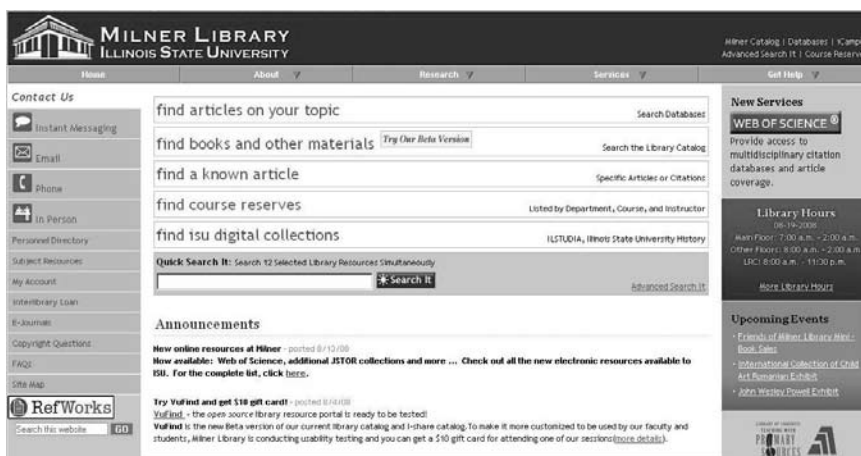 MILNER LIBRARY
ILLINOIS STATE UNIVERSITY
Milner Catalog | Databases |
Advanced Search It | Course Reserve
Home
About
Research
Services
Get Help
Contact Us
Instant Messaging
Email
Phone
In Person
Personnel Directory
Subject Resources
My Account
Interlibrary Loan
E-Journals
Copyright Questions
FAQs
Site Map
RefWorks
Search this website GO
find articles on your topic Search Databases
find books and other materials Try Our Beta Version Search the Library Catalog
find a known article Specific Articles or Citations
find course reserves Listed by Department, Course, and Instructor
find isu digital collections ILSTUDIA, Illinois State University History
Quick Search It: Search 12 Selected Library Resources Simultaneously
Search It
Advanced Search It
Announcements
New online resources at Milner - posted 8/13/08
Now available: Web of Science, additional JSTOR collections and more ... Check out all the new electronic resources available to
ISU. For the complete list, click here.
Try VuFind and get $10 gift card! - posted 8/4/08
VuFind - the open source library resource portal is ready to be tested!
VuFind is the new Beta version of our current library catalog and I-share catalog. To make it more customized to be used by our faculty and
students, Milner Library is conducting usability testing and you can get a $10 gift card for attending one of our sessions(more details).
New Services
WEB OF SCIENCE ®
Provide access to
multidisciplinary citation
databases and article
coverage.
Library Hours
08-19-2008
Main Floor: 7:00 a.m. - 2:00 a.m.
Other Floors: 8:00 a.m. - 2:00 a.m.
LRC: 8:00 a.m. - 11:30 p.m.
More Library Hours
Upcoming Events
Friends of Milner Library Mini-
Book Sales
International Collection of Child
Art Romanian Exhibit
John Wesley Powell Exhibit
LIBRARY OF CONGRESS
TEACHING WITH
PRIMARY
SOURCES